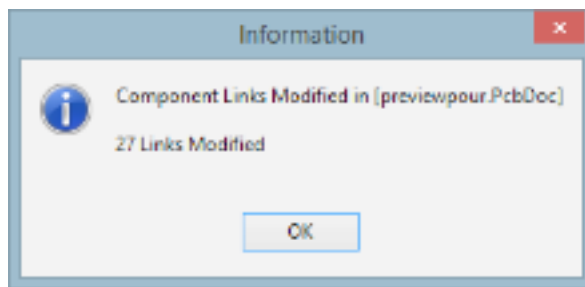 Information
Component Links Modified in [previewpour.PcbDoc]
27 Links Modified
OK